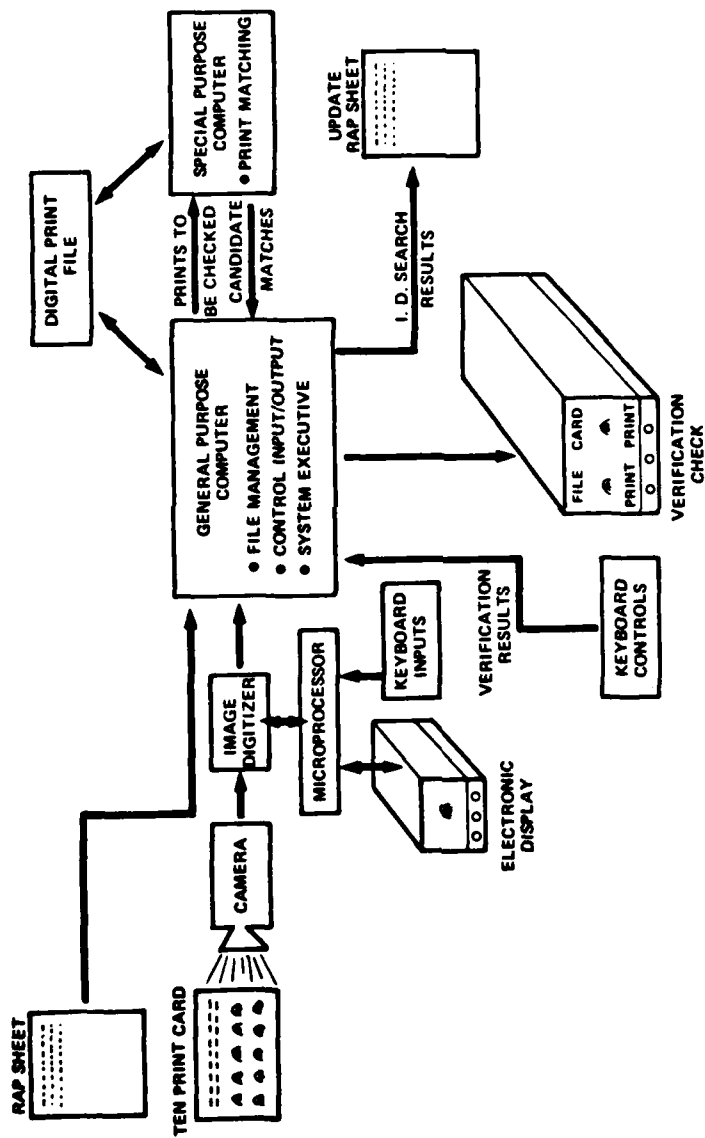 RAP SHEET
TEN PRINT CARD
CAMERA
IMAGE
DIGITIZER
MICROPROCESSOR
KEYBOARD
INPUTS
ELECTRONIC
DISPLAY
GENERAL PURPOSE
COMPUTER
• FILE MANAGEMENT
• CONTROL INPUT/OUTPUT
• SYSTEM EXECUTIVE
DIGITAL PRINT
FILE
PRINTS TO
BE CHECKED
CANDIDATE
MATCHES
SPECIAL PURPOSE
COMPUTER
• PRINT MATCHING
I. D. SEARCH
RESULTS
UPDATE
RAP SHEET
VERIFICATION
RESULTS
KEYBOARD
CONTROLS
FILE CARD
PRINT PRINT
VERIFICATION
CHECK